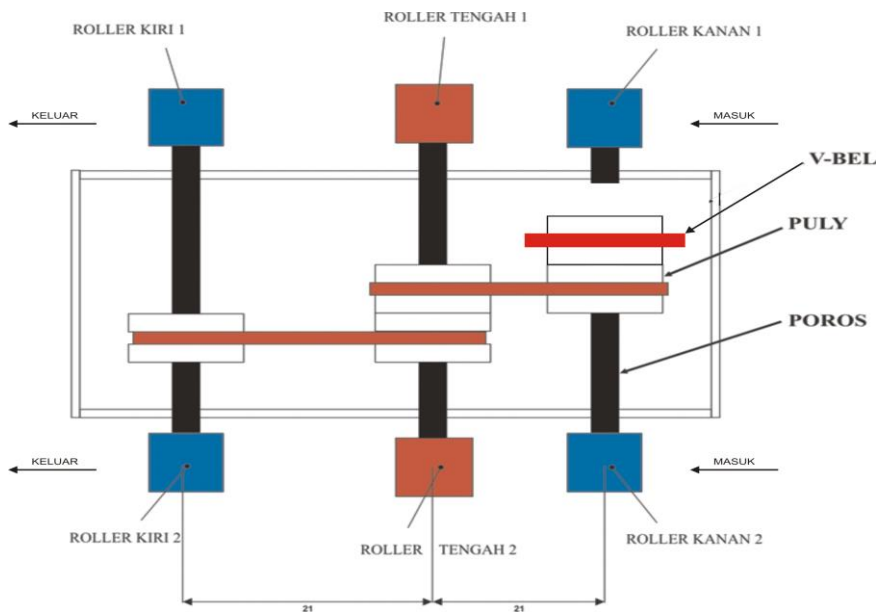 ROLLER KIRI 1
ROLLER TENGAH 1
ROLLER KANAN 1
KELUAR
MASUK
V-BEL
PULY
POROS
KELUAR
MASUK
ROLLER KIRI 2
ROLLER TENGAH 2
ROLLER KANAN 2
21
21